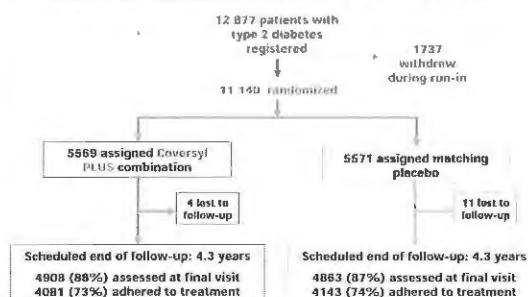 12 877 patients with
type 2 diabetes
registered
1737
withdrew
during run-in
11 140 randomized
5569 assigned Coversyl
PLUS combination
5571 assigned matching
placebo
4 lost to
follow-up
11 lost to
follow-up
Scheduled end of follow-up: 4.3 years
4908 (88%) assessed at final visit
4081 (73%) adhered to treatment
Scheduled end of follow-up: 4.3 years
4863 (87%) assessed at final visit
4143 (74%) adhered to treatment